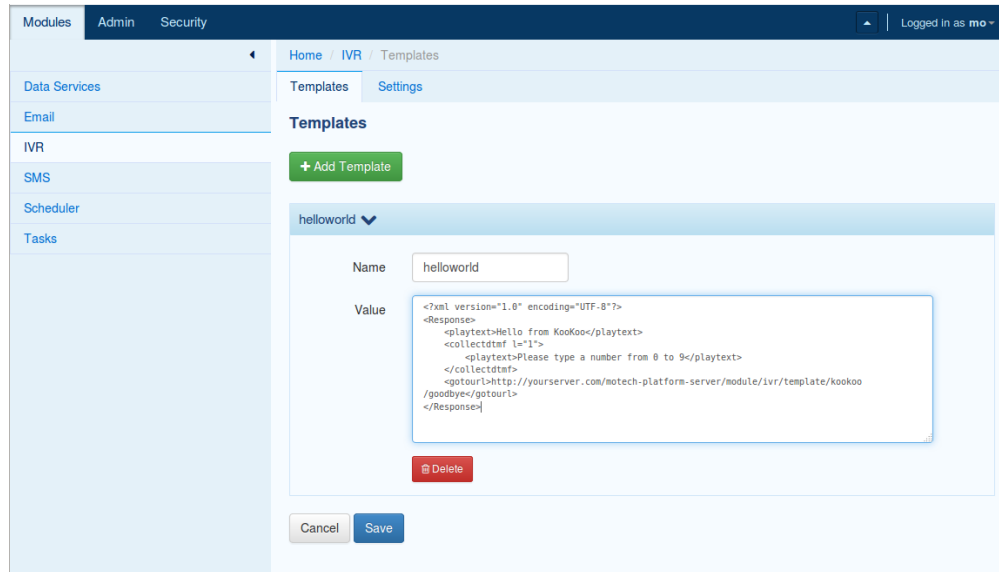 Modules Admin Security Logged in as mo
Home / IVR / Templates
Data Services
Email
IVR
SMS
Scheduler
Tasks
Templates Settings
Templates
+ Add Template
helloworld
Name helloworld
Value
<?xml version="1.0" encoding="UTF-8"?>
<Response>
    <playtext>Hello from KooKoo</playtext>
    <collectdtmf l="1">
        <playtext>Please type a number from 0 to 9</playtext>
    </collectdtmf>
    <gotourl>http://yourserver.com/motech-platform-server/module/ivr/template/kookoo
/goodbye</gotourl>
</Response>
Delete
Cancel Save